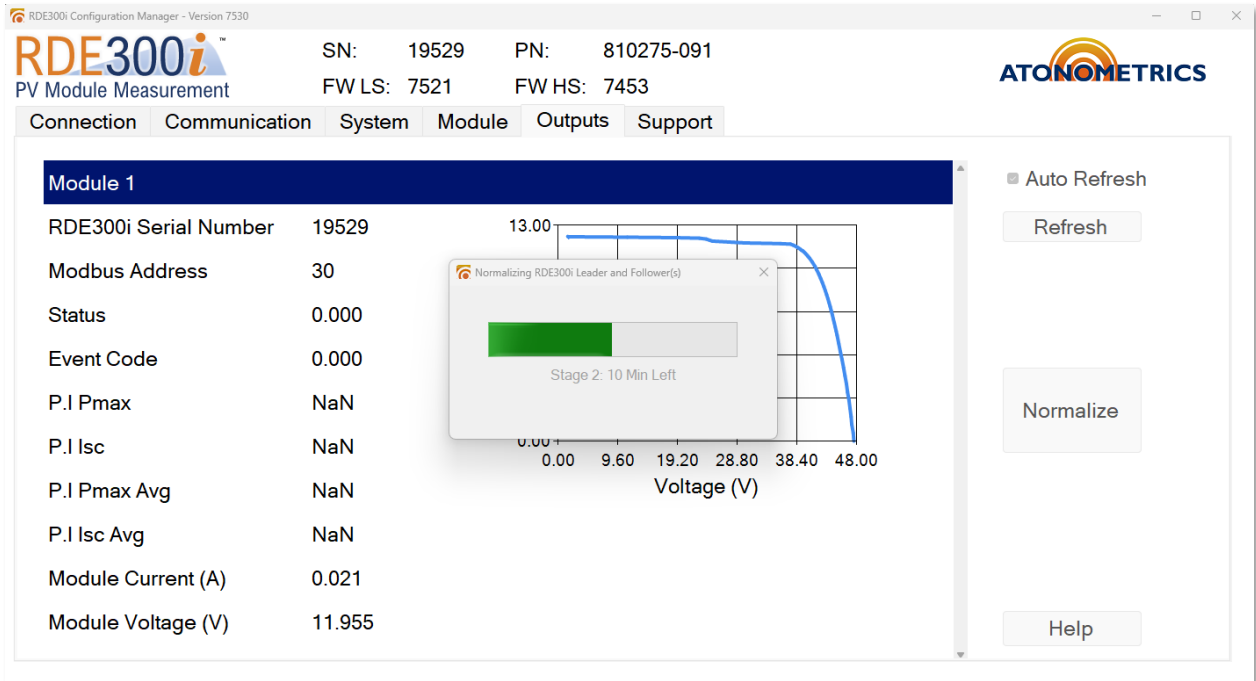 RDE300i Configuration Manager - Version 7530
RDE300i™
PV Module Measurement
SN: 19529 PN: 810275-091
FW LS: 7521 FW HS: 7453
ATONOMETRICS
Connection Communication System Module Outputs Support
Module 1
RDE300i Serial Number 19529
Modbus Address 30
Status 0.000
Event Code 0.000
P.I Pmax NaN
P.I Isc NaN
P.I Pmax Avg NaN
P.I Isc Avg NaN
Module Current (A) 0.021
Module Voltage (V) 11.955
13.00
0.00
0.00 9.60 19.20 28.80 38.40 48.00
Voltage (V)
Normalizing RDE300i Leader and Follower(s)
Stage 2: 10 Min Left
Auto Refresh
Refresh
Normalize
Help